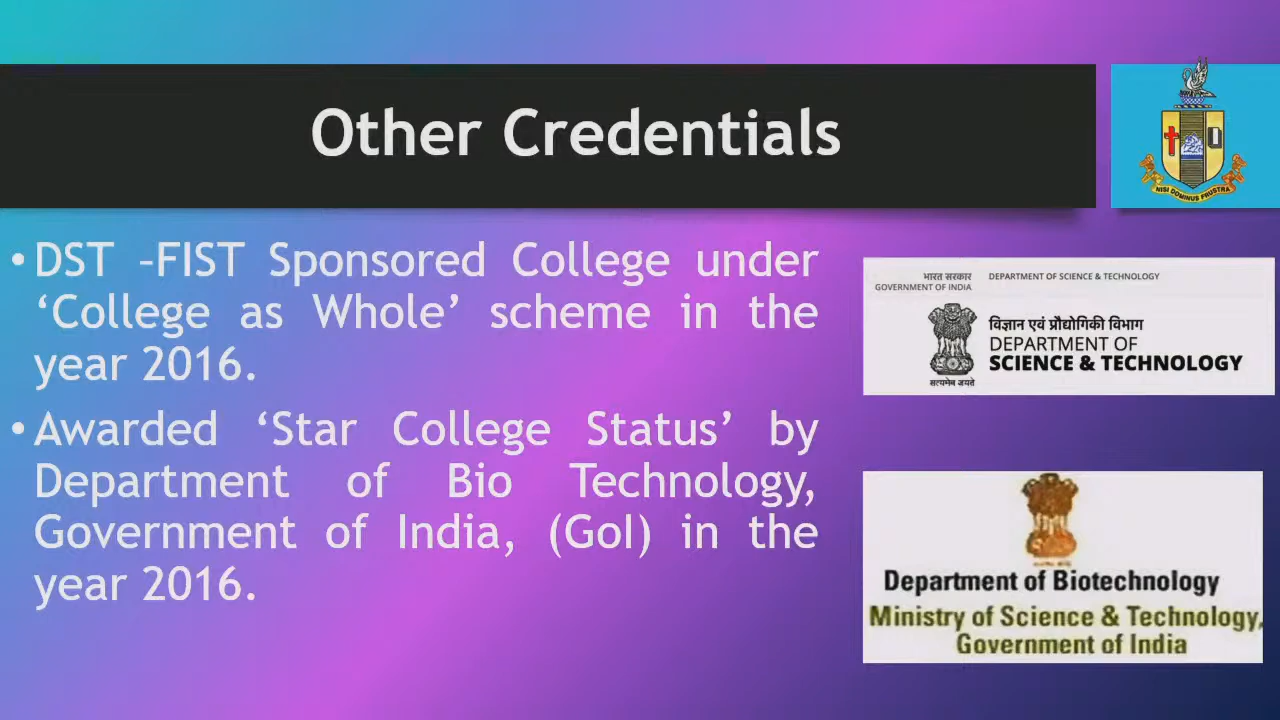 Other Credentials
NISI DOMINUS FRUSTRA
•DST –FIST Sponsored College under
‘College as Whole’ scheme in the
year 2016.
•Awarded ‘Star College Status’ by
Department of Bio Technology,
Government of India, (GoI) in the
year 2016.
भारत सरकार
GOVERNMENT OF INDIA
DEPARTMENT OF SCIENCE & TECHNOLOGY
सत्यमेव जयते
विज्ञान एवं प्रौद्योगिकी विभाग
DEPARTMENT OF
SCIENCE & TECHNOLOGY
Department of Biotechnology
Ministry of Science & Technology,
Government of India